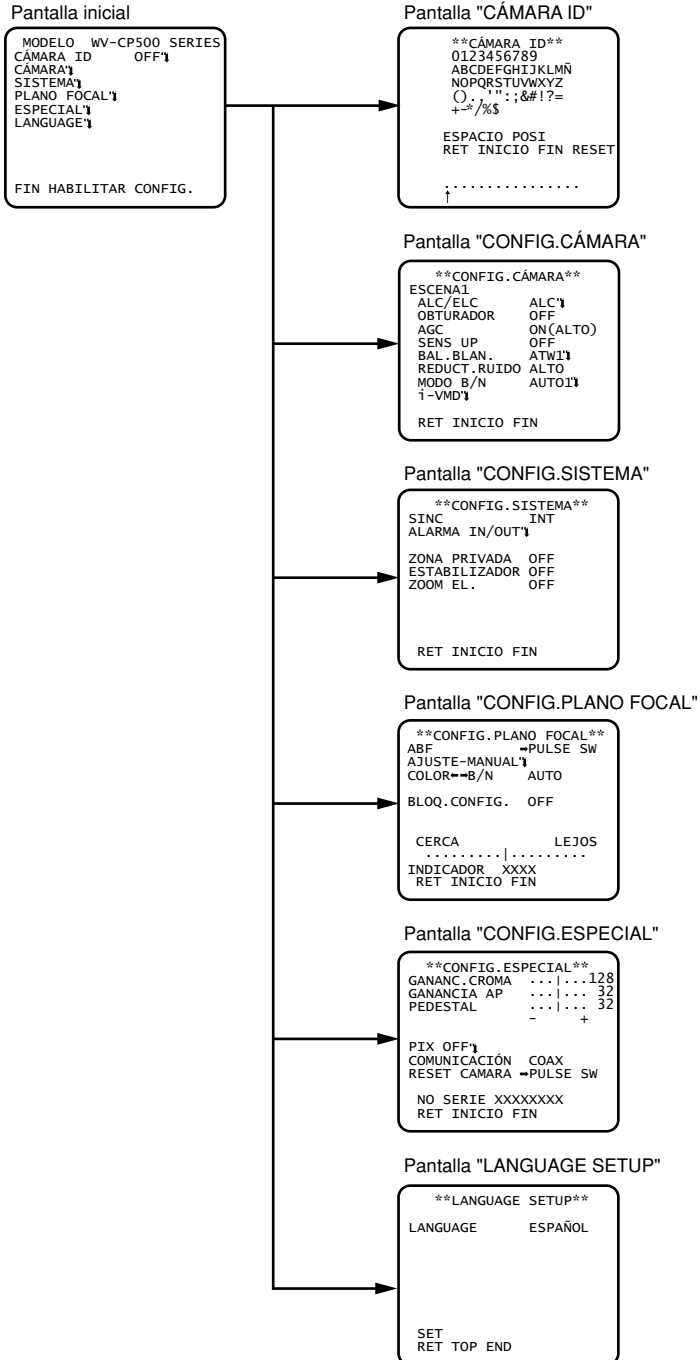 Pantalla inicial
MODELO WV-CP500 SERIES
CÁMARA ID OFF
CÁMARA
SISTEMA
PLANO FOCAL
ESPECIAL
LANGUAGE
FIN HABILITAR CONFIG.
Pantalla "CÁMARA ID"
**CÁMARA ID**
0123456789
ABCDEFGHIJKLMÑ
NOPQRSTUVWXYZ
().,'":;&#!?=
+-*/%$
ESPACIO POSI
RET INICIO FIN RESET
................
↑
Pantalla "CONFIG.CÁMARA"
**CONFIG.CÁMARA**
ESCENA1
ALC/ELC ALC
OBTURADOR OFF
AGC ON(ALTO)
SENS UP OFF
BAL.BLAN. ATW1
REDUCT.RUIDO ALTO
MODO B/N AUTO1
i-VMD
RET INICIO FIN
Pantalla "CONFIG.SISTEMA"
**CONFIG.SISTEMA**
SINC INT
ALARMA IN/OUT
ZONA PRIVADA OFF
ESTABILIZADOR OFF
ZOOM EL. OFF
RET INICIO FIN
Pantalla "CONFIG.PLANO FOCAL"
**CONFIG.PLANO FOCAL**
ABF →PULSE SW
AJUSTE-MANUAL
COLOR←→B/N AUTO
BLOQ.CONFIG. OFF
CERCA LEJOS
.........|.........
INDICADOR XXXX
RET INICIO FIN
Pantalla "CONFIG.ESPECIAL"
**CONFIG.ESPECIAL**
GANANC.CROMA ...|...128
GANANCIA AP ...|... 32
PEDESTAL ...|... 32
- +
PIX OFF
COMUNICACIÓN COAX
RESET CAMARA →PULSE SW
NO SERIE XXXXXXXX
RET INICIO FIN
Pantalla "LANGUAGE SETUP"
**LANGUAGE SETUP**
LANGUAGE ESPAÑOL
SET
RET TOP END